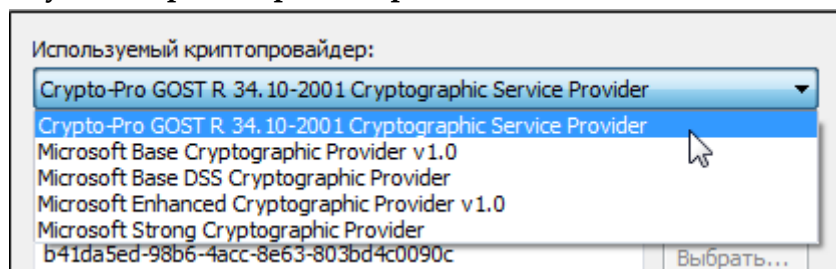 Используемый криптопровайдер:
Crypto-Pro GOST R 34.10-2001 Cryptographic Service Provider
Crypto-Pro GOST R 34.10-2001 Cryptographic Service Provider
Microsoft Base Cryptographic Provider v1.0
Microsoft Base DSS Cryptographic Provider
Microsoft Enhanced Cryptographic Provider v1.0
Microsoft Strong Cryptographic Provider
b41da5ed-98b6-4acc-8e63-803bd4c0090c Выбрать...